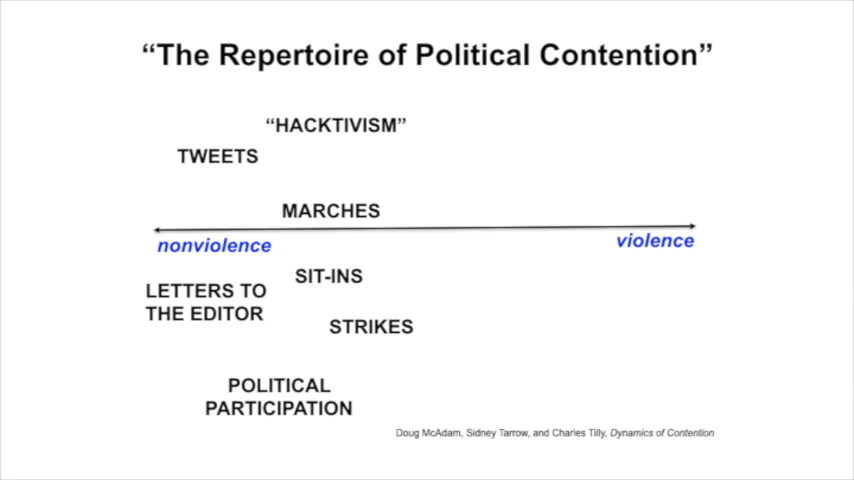 “The Repertoire of Political Contention”
“HACKTIVISM”
TWEETS
MARCHES
nonviolence
violence
SIT-INS
LETTERS TO
THE EDITOR
STRIKES
POLITICAL
PARTICIPATION
Doug McAdam, Sidney Tarrow, and Charles Tilly, Dynamics of Contention